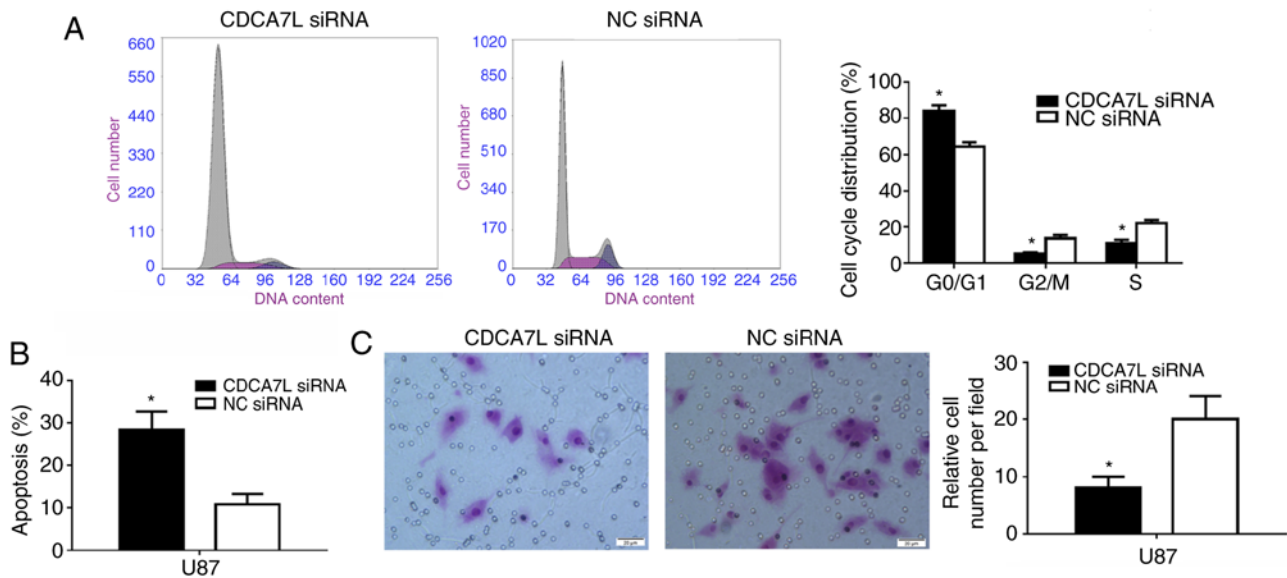 A
CDCA7L siRNA
NC siRNA
Cell number
660
550
440
330
220
110
0
0 32 64 96 128 160 192 224 256
DNA content
Cell number
1020
850
680
510
340
170
0
0 32 64 96 128 160 192 224 256
DNA content
Cell cycle distribution (%)
100
80
60
40
20
0
* * *
CDCA7L siRNA
NC siRNA
G0/G1 G2/M S
B
Apoptosis (%)
40
30
20
10
0
*
CDCA7L siRNA
NC siRNA
U87
C
CDCA7L siRNA
NC siRNA
20 μm
20 μm
Relative cell
number per field
30
20
10
0
*
CDCA7L siRNA
NC siRNA
U87